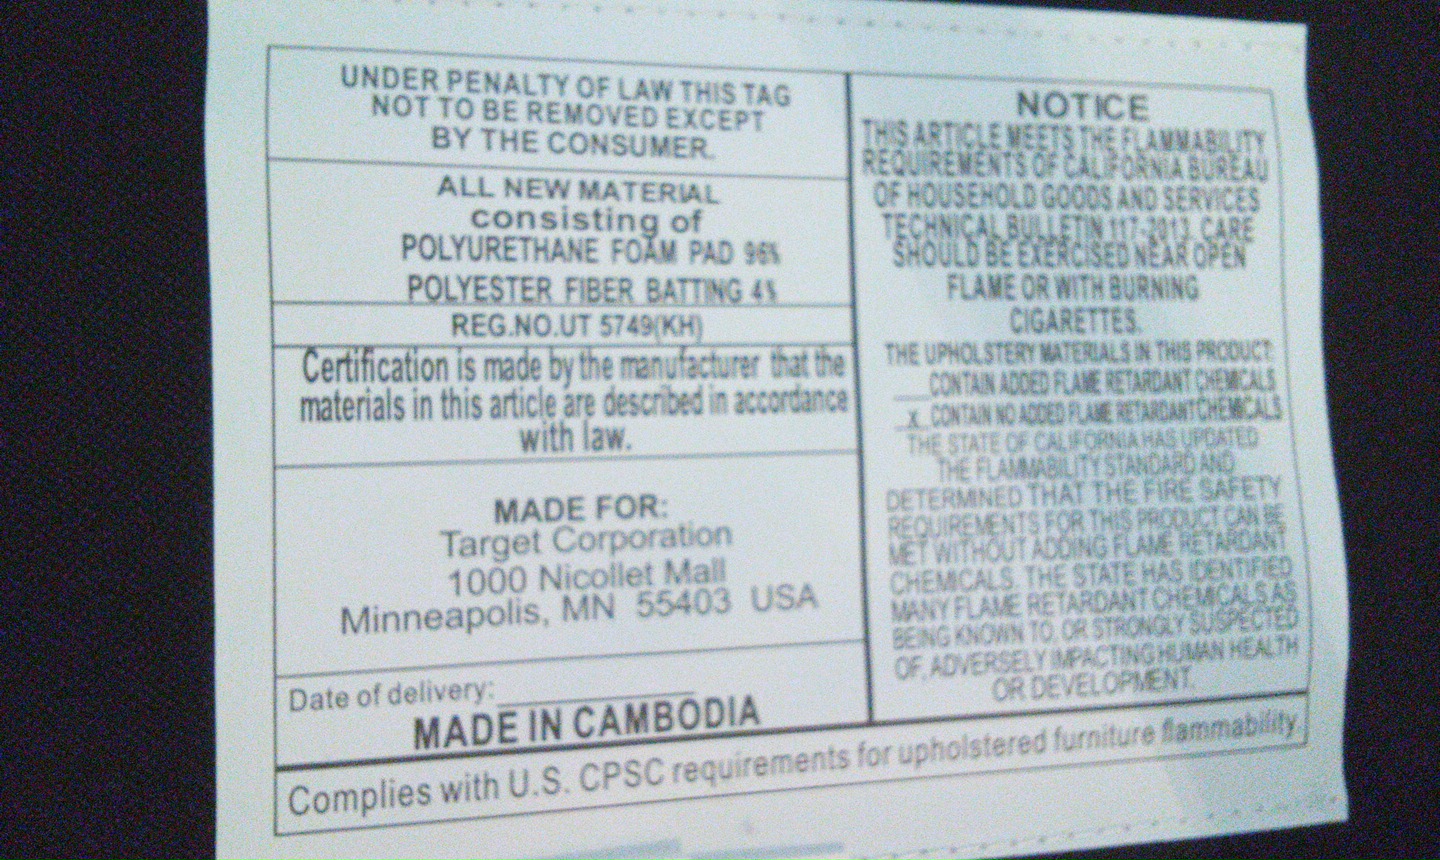 UNDER PENALTY OF LAW THIS TAG
NOT TO BE REMOVED EXCEPT
BY THE CONSUMER.
ALL NEW MATERIAL
consisting of
POLYURETHANE FOAM PAD 96%
POLYESTER FIBER BATTING 4%
REG.NO.UT 5749(KH)
Certification is made by the manufacturer that the
materials in this article are described in accordance
with law.
MADE FOR:
Target Corporation
1000 Nicollet Mall
Minneapolis, MN 55403 USA
Date of delivery:
MADE IN CAMBODIA
NOTICE
THIS ARTICLE MEETS THE FLAMMABILITY
REQUIREMENTS OF CALIFORNIA BUREAU
OF HOUSEHOLD GOODS AND SERVICES
TECHNICAL BULLETIN 117-2013. CARE
SHOULD BE EXERCISED NEAR OPEN
FLAME OR WITH BURNING
CIGARETTES.
THE UPHOLSTERY MATERIALS IN THIS PRODUCT:
___CONTAIN ADDED FLAME RETARDANT CHEMICALS
_x_CONTAIN NO ADDED FLAME RETARDANT CHEMICALS
THE STATE OF CALIFORNIA HAS UPDATED
THE FLAMMABILITY STANDARD AND
DETERMINED THAT THE FIRE SAFETY
REQUIREMENTS FOR THIS PRODUCT CAN BE
MET WITHOUT ADDING FLAME RETARDANT
CHEMICALS. THE STATE HAS IDENTIFIED
MANY FLAME RETARDANT CHEMICALS AS
BEING KNOWN TO, OR STRONGLY SUSPECTED
OF, ADVERSELY IMPACTING HUMAN HEALTH
OR DEVELOPMENT.
Complies with U.S. CPSC requirements for upholstered furniture flammability.